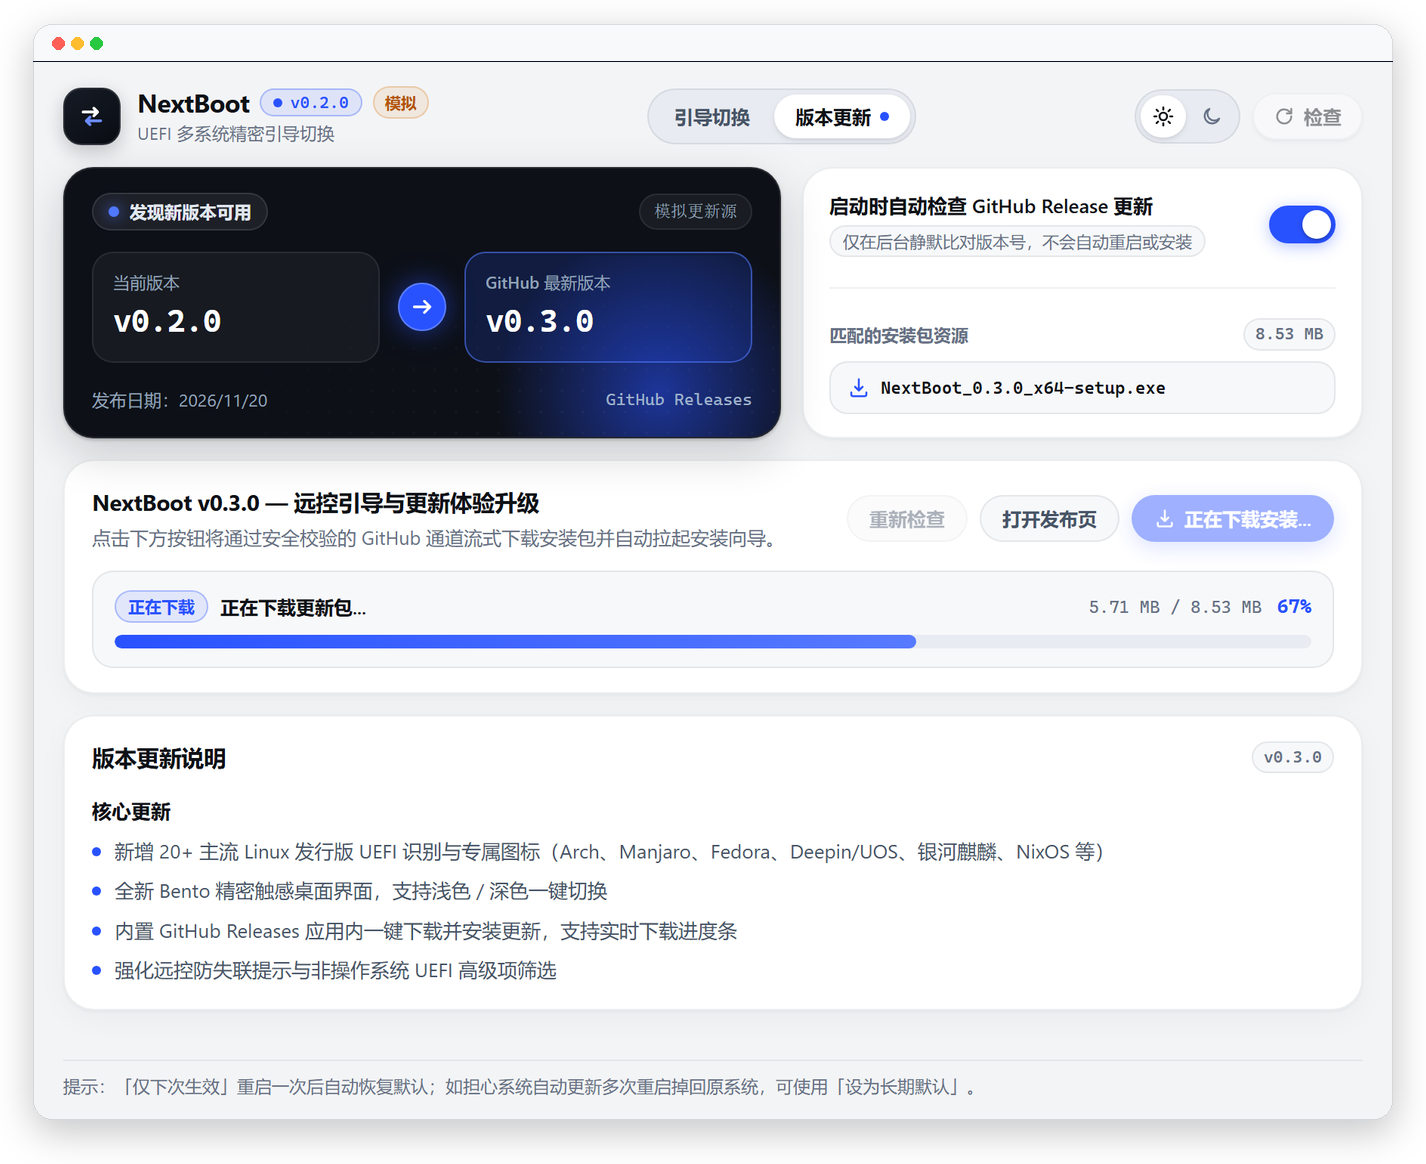 NextBoot v0.2.0 模拟
UEFI 多系统精密引导切换
引导切换 版本更新
检查
发现新版本可用 模拟更新源
当前版本
v0.2.0
GitHub 最新版本
v0.3.0
发布日期：2026/11/20 GitHub Releases
启动时自动检查 GitHub Release 更新
仅在后台静默比对版本号，不会自动重启或安装
匹配的安装包资源 8.53 MB
NextBoot_0.3.0_x64-setup.exe
NextBoot v0.3.0 — 远控引导与更新体验升级
点击下方按钮将通过安全校验的 GitHub 通道流式下载安装包并自动拉起安装向导。
重新检查 打开发布页 正在下载安装...
正在下载 正在下载更新包... 5.71 MB / 8.53 MB 67%
版本更新说明 v0.3.0
核心更新
新增 20+ 主流 Linux 发行版 UEFI 识别与专属图标（Arch、Manjaro、Fedora、Deepin/UOS、银河麒麟、NixOS 等）
全新 Bento 精密触感桌面界面，支持浅色 / 深色一键切换
内置 GitHub Releases 应用内一键下载并安装更新，支持实时下载进度条
强化远控防失联提示与非操作系统 UEFI 高级项筛选
提示：「仅下次生效」重启一次后自动恢复默认；如担心系统自动更新多次重启掉回原系统，可使用「设为长期默认」。